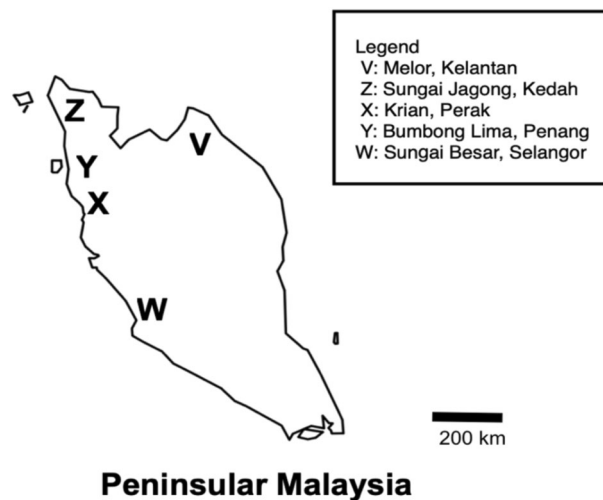 Legend
V: Melor, Kelantan
Z: Sungai Jagong, Kedah
X: Krian, Perak
Y: Bumbong Lima, Penang
W: Sungai Besar, Selangor
Z
V
Y
X
W
200 km
Peninsular Malaysia